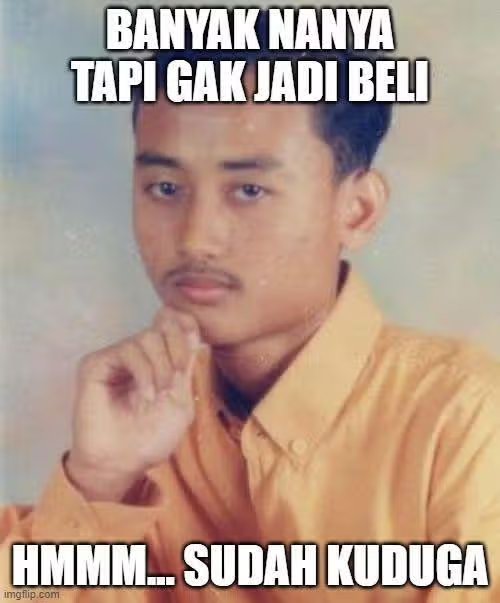 BANYAK NANYA
TAPI GAK JADI BELI
HMMM... SUDAH KUDUGA
imgflip.com